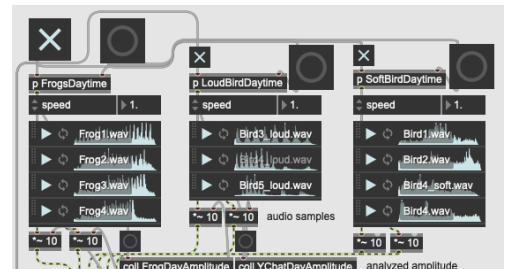 p FrogsDaytime
speed 1.
Frog1.wav
Frog2.wav
Frog3.wav
Frog4.wav
*~ 10 *~ 10
p LoudBirdDaytime
speed 1.
Bird3_loud.wav
Bird4_loud.wav
Bird5_loud.wav
*~ 10 *~ 10
audio samples
p SoftBirdDaytime
speed 1.
Bird1.wav
Bird2.wav
Bird4_soft.wav
Bird4.wav
*~ 10 *~ 10
coll FrogDayAmplitude
coll YChatDayAmplitude
analyzed amplitude